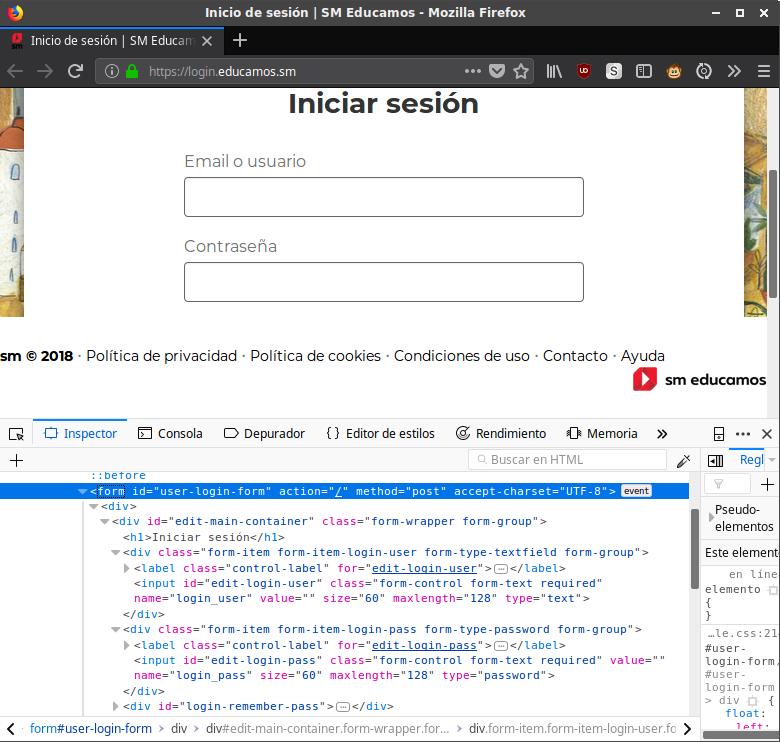 Inicio de sesión | SM Educamos - Mozilla Firefox
sm
Inicio de sesión | SM Educam
https://login.educamos.sm
Iniciar sesión
Email o usuario
Contraseña
sm © 2018 · Política de privacidad · Política de cookies · Condiciones de uso · Contacto · Ayuda
sm educamos
Inspector Consola Depurador {} Editor de estilos Rendimiento Memoria »
Buscar en HTML Regl
::before
<form id="user-login-form" action="/" method="post" accept-charset="UTF-8"> event
<div>
<div id="edit-main-container" class="form-wrapper form-group">
<h1>Iniciar sesión</h1>
<div class="form-item form-item-login-user form-type-textfield form-group">
<label class="control-label" for="edit-login-user"></label>
<input id="edit-login-user" class="form-control form-text required"
name="login_user" value="" size="60" maxlength="128" type="text">
</div>
<div class="form-item form-item-login-pass form-type-password form-group">
<label class="control-label" for="edit-login-pass"></label>
<input id="edit-login-pass" class="form-control form-text required" value=""
name="login_pass" size="60" maxlength="128" type="password">
</div>
<div id="login-remember-pass"></div>
Pseudo-
elementos
Este element
en líne
elemento
{
}
…le.css:21
#user-
login-form,
#user-
login-form
> div {
float:
left:
form#user-login-form > div > div#edit-main-container.form-wrapper.for… > div.form-item.form-item-login-user.fo